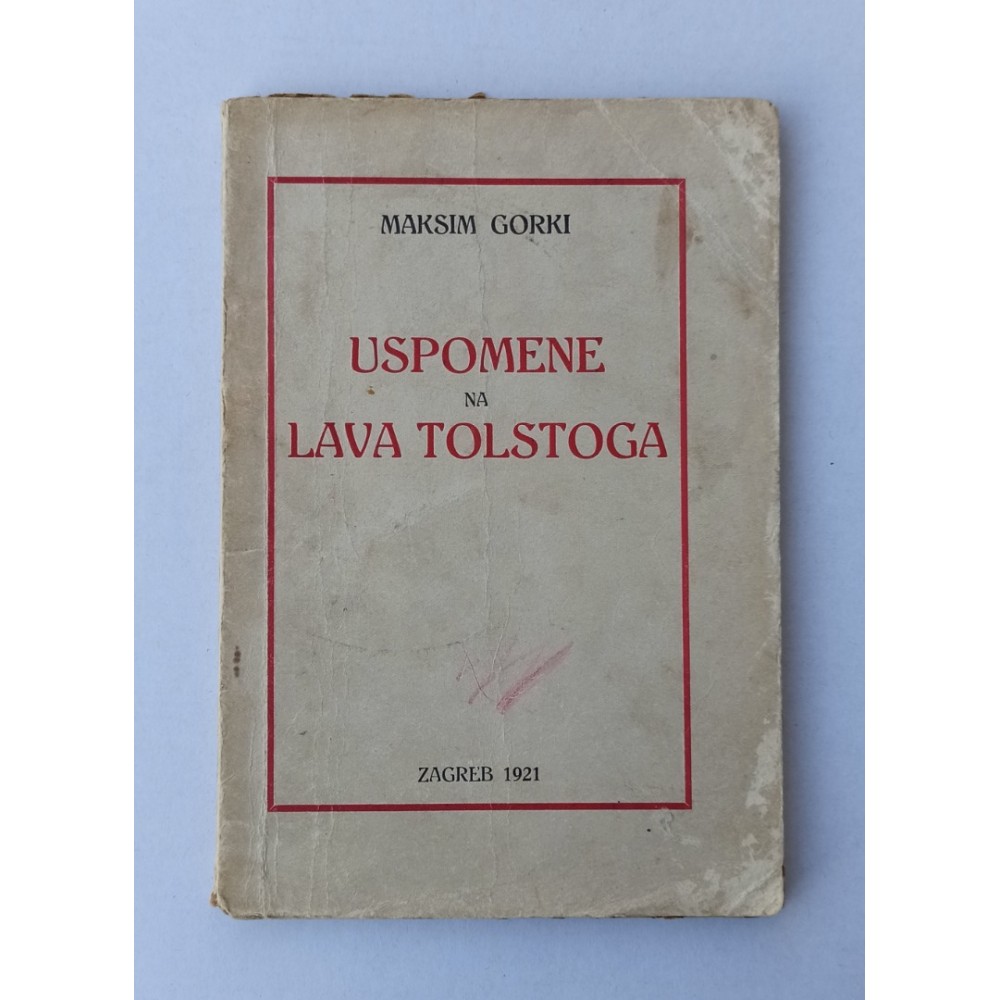 MAKSIM GORKI
USPOMENE
NA
LAVA TOLSTOGA
ZAGREB 1921